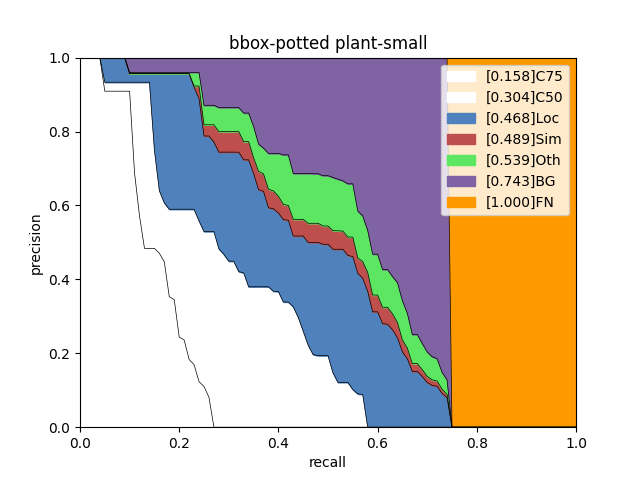 bbox-potted plant-small
1.0
0.8
0.6
0.4
0.2
0.0
precision
[0.158]C75
[0.304]C50
[0.468]Loc
[0.489]Sim
[0.539]Oth
[0.743]BG
[1.000]FN
0.0 0.2 0.4 0.6 0.8 1.0
recall